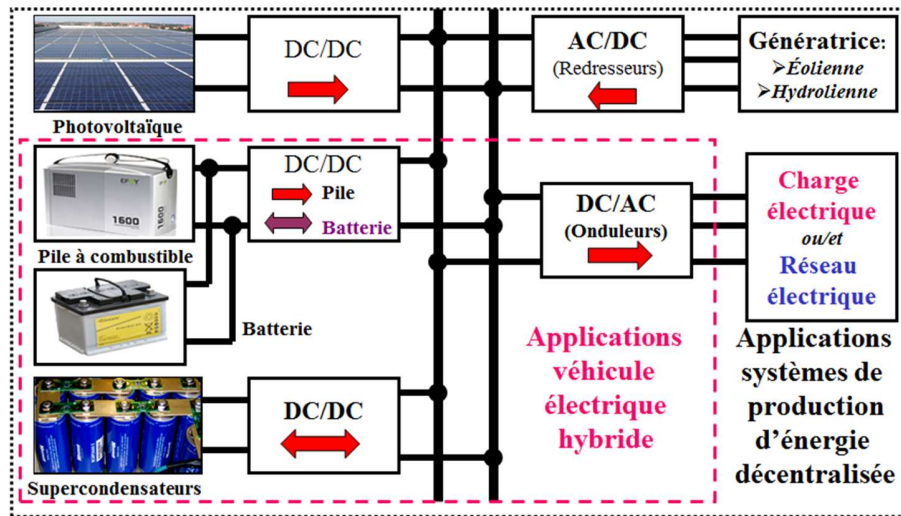 DC/DC
Photovoltaïque
AC/DC
(Redresseurs)
Génératrice:
➢Éolienne
➢Hydrolienne
EFOY
1600
1600
Pile à combustible
DC/DC
Pile
Batterie
Batterie
DC/AC
(Onduleurs)
Charge
électrique
ou/et
Réseau
électrique
DC/DC
Supercondensateurs
Applications
véhicule
électrique
hybride
Applications
systèmes de
production
d’énergie
décentralisée